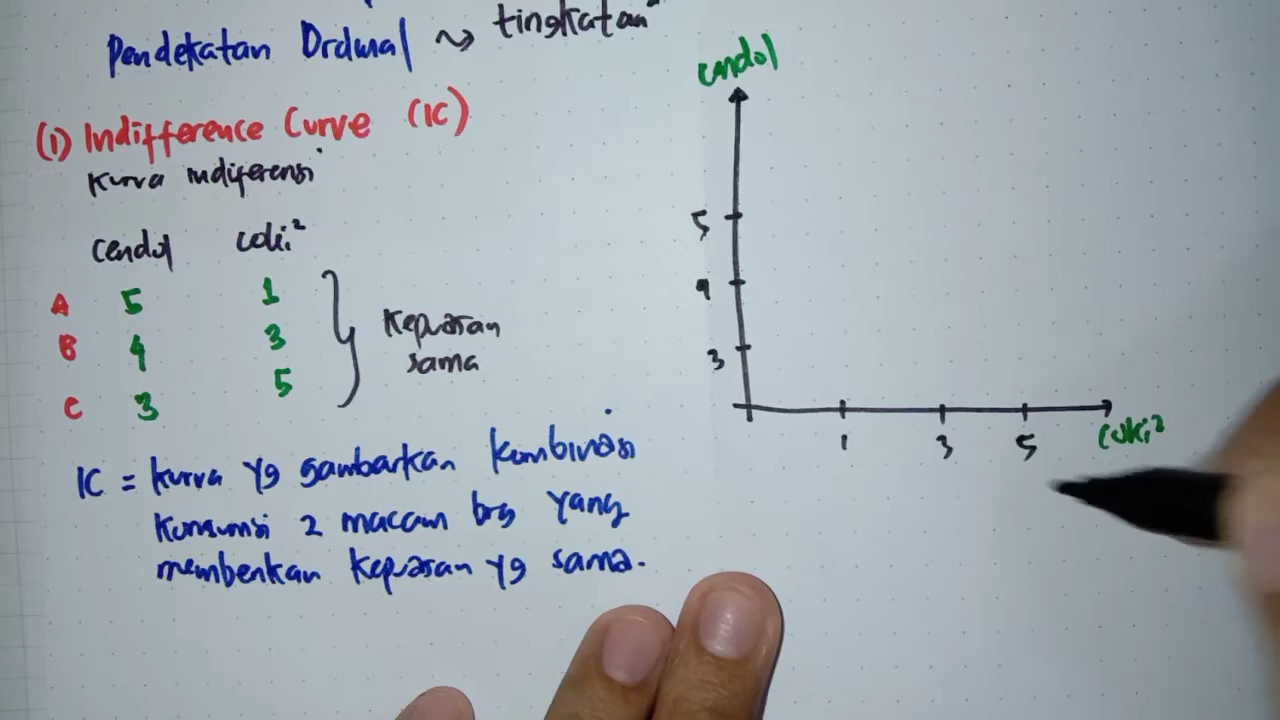 Pendekatan Ordinal ⤳ tingkatan
(1) Indifference Curve (IC)
Kurva indiferensi
cendol coki²
A 5 1
B 4 3
C 3 5
Kepuasan
sama
IC = kurva yg gambarkan kombinasi
konsumsi 2 macam brg yang
memberikan kepuasan yg sama.
cendol
5
4
3
1 3 5
coki²